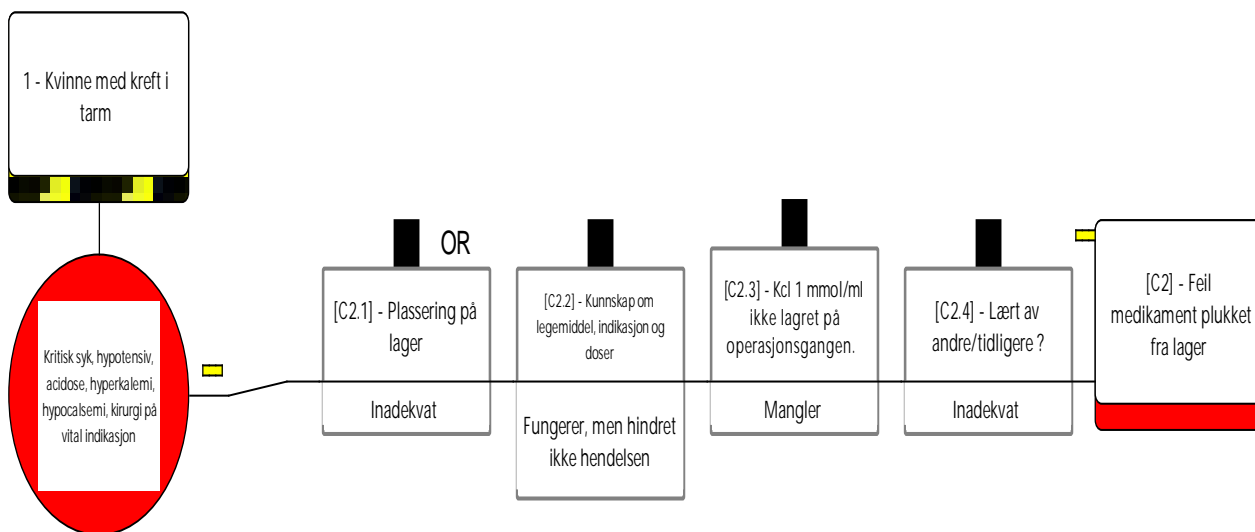 1 - Kvinne med kreft i
tarm
Kritisk syk, hypotensiv,
acidose, hyperkalemi,
hypocalsemi, kirurgi på
vital indikasjon
OR
[C2.1] - Plassering på
lager
Inadekvat
[C2.2] - Kunnskap om
legemiddel, indikasjon og
doser
Fungerer, men hindret
ikke hendelsen
[C2.3] - Kcl 1 mmol/ml
ikke lagret på
operasjonsgangen.
Mangler
[C2.4] - Lært av
andre/tidligere ?
Inadekvat
[C2] - Feil
medikament plukket
fra lager